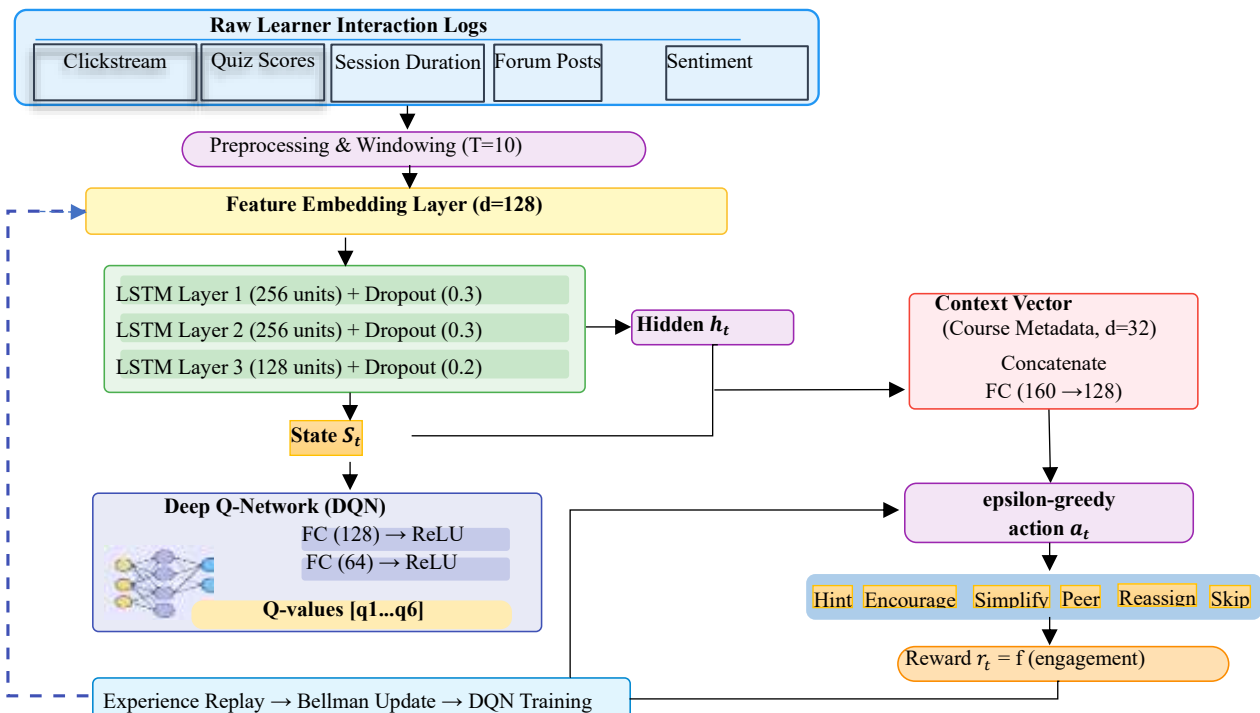 Raw Learner Interaction Logs
Clickstream
Quiz Scores
Session Duration
Forum Posts
Sentiment
Preprocessing & Windowing (T=10)
Feature Embedding Layer (d=128)
LSTM Layer 1 (256 units) + Dropout (0.3)
LSTM Layer 2 (256 units) + Dropout (0.3)
LSTM Layer 3 (128 units) + Dropout (0.2)
Hidden h_t
Context Vector
(Course Metadata, d=32)
Concatenate
FC (160 →128)
State S_t
Deep Q-Network (DQN)
FC (128) → ReLU
FC (64) → ReLU
Q-values [q1...q6]
epsilon-greedy
action a_t
Hint
Encourage
Simplify
Peer
Reassign
Skip
Reward r_t = f (engagement)
Experience Replay → Bellman Update → DQN Training